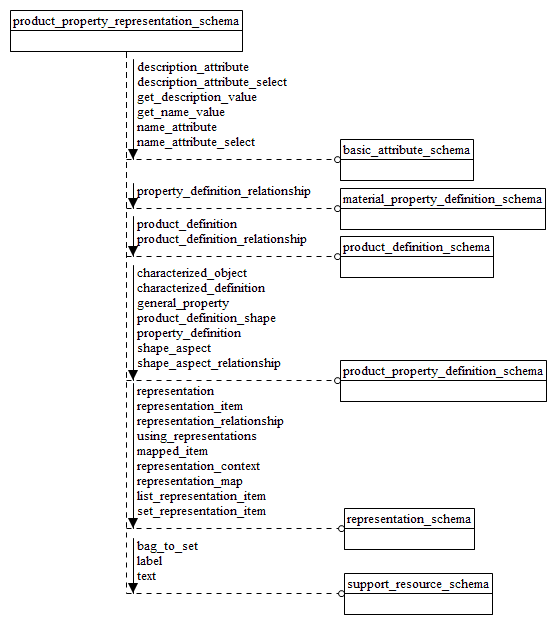 product_property_representation_schema
description_attribute
description_attribute_select
get_description_value
get_name_value
name_attribute
name_attribute_select
basic_attribute_schema
property_definition_relationship
material_property_definition_schema
product_definition
product_definition_relationship
product_definition_schema
characterized_object
characterized_definition
general_property
product_definition_shape
property_definition
shape_aspect
shape_aspect_relationship
product_property_definition_schema
representation
representation_item
representation_relationship
using_representations
mapped_item
representation_context
representation_map
list_representation_item
set_representation_item
representation_schema
bag_to_set
label
text
support_resource_schema